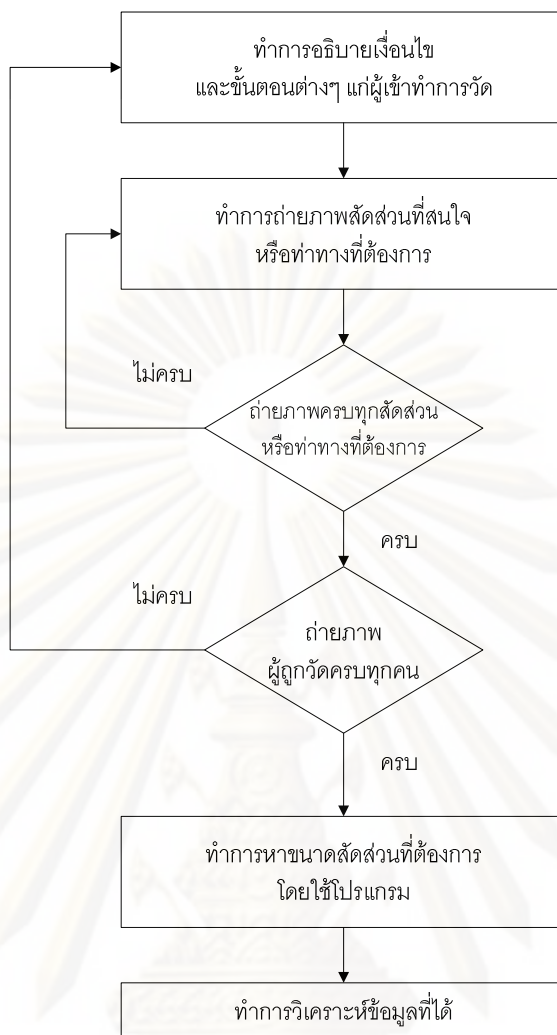 ทำการอธิบายเงื่อนไข
และขั้นตอนต่างๆ แก่ผู้เข้าทำการวัด
ทำการถ่ายภาพสัดส่วนที่สนใจ
หรือท่าทางที่ต้องการ
ไม่ครบ
ถ่ายภาพครบทุกสัดส่วน
หรือท่าทางที่ต้องการ
ครบ
ไม่ครบ
ถ่ายภาพ
ผู้ถูกวัดครบทุกคน
ครบ
ทำการหาขนาดสัดส่วนที่ต้องการ
โดยใช้โปรแกรม
ทำการวิเคราะห์ข้อมูลที่ได้